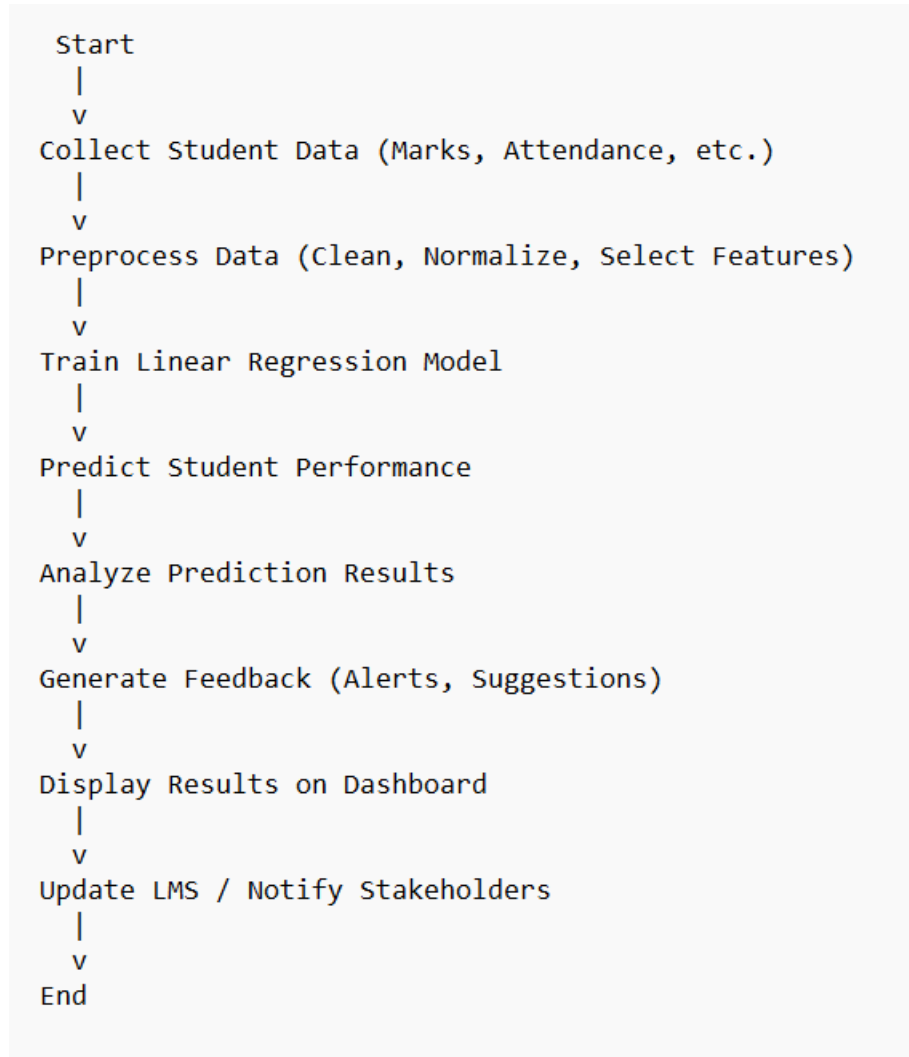 Start
|
v
Collect Student Data (Marks, Attendance, etc.)
|
v
Preprocess Data (Clean, Normalize, Select Features)
|
v
Train Linear Regression Model
|
v
Predict Student Performance
|
v
Analyze Prediction Results
|
v
Generate Feedback (Alerts, Suggestions)
|
v
Display Results on Dashboard
|
v
Update LMS / Notify Stakeholders
|
v
End